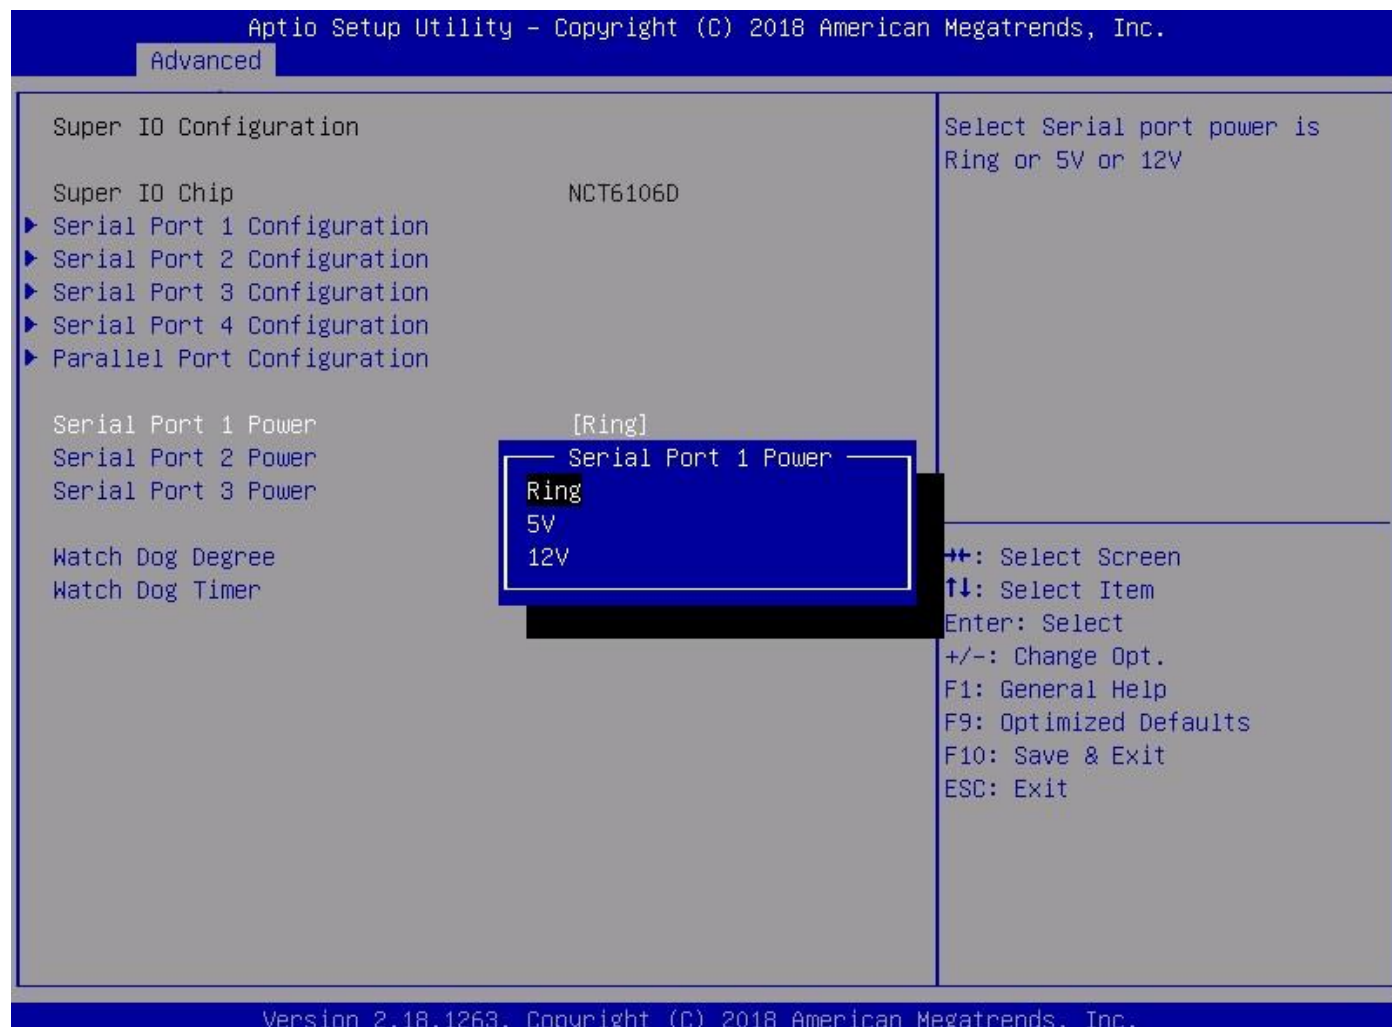 Aptio Setup Utility – Copyright (C) 2018 American Megatrends, Inc.
Advanced
Super IO Configuration
Super IO Chip NCT6106D
Serial Port 1 Configuration
Serial Port 2 Configuration
Serial Port 3 Configuration
Serial Port 4 Configuration
Parallel Port Configuration
Serial Port 1 Power [Ring]
Serial Port 2 Power
Serial Port 3 Power
Watch Dog Degree
Watch Dog Timer
Serial Port 1 Power
Ring
5V
12V
Select Serial port power is
Ring or 5V or 12V
→←: Select Screen
↑↓: Select Item
Enter: Select
+/-: Change Opt.
F1: General Help
F9: Optimized Defaults
F10: Save & Exit
ESC: Exit
Version 2.18.1263. Copyright (C) 2018 American Megatrends, Inc.